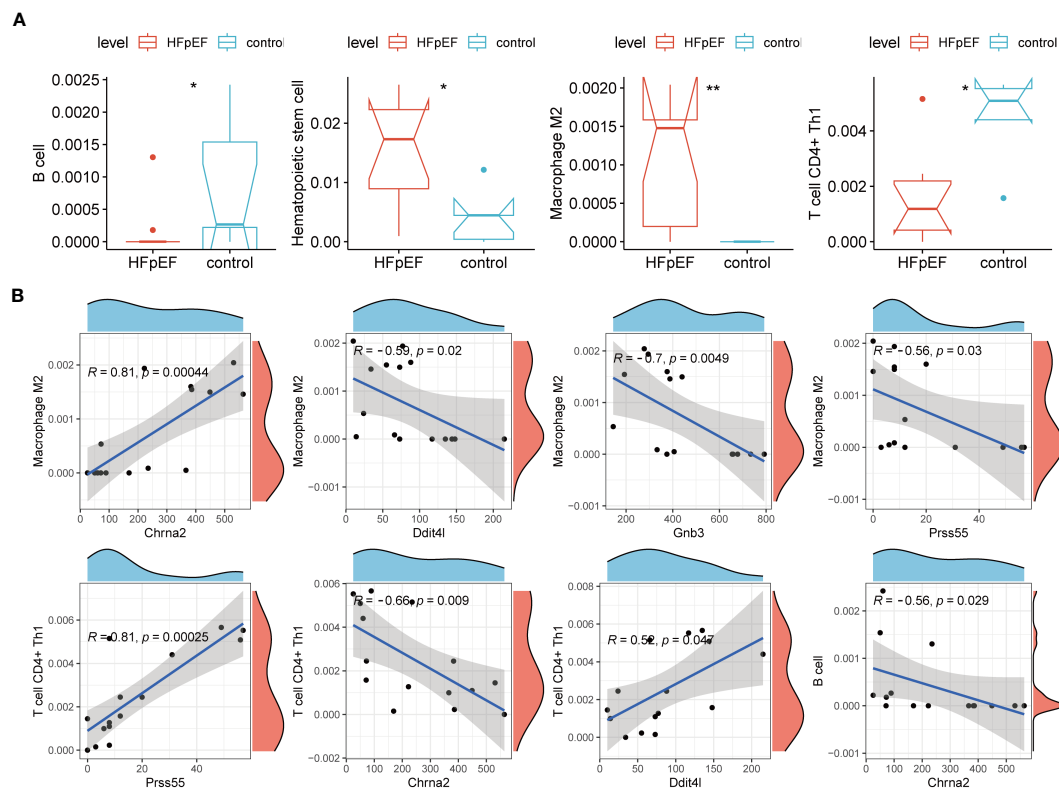 A
level HFpEF control
level HFpEF control
level HFpEF control
level HFpEF control
B cell
0.0025
0.0020
0.0015
0.0010
0.0005
0.0000
*
HFpEF control
Hematopoietic stem cell
0.02
0.01
0.00
*
HFpEF control
Macrophage M2
0.0020
0.0015
0.0010
0.0005
0.0000
**
HFpEF control
T cell CD4+ Th1
0.004
0.002
0.000
*
HFpEF control
B
Macrophage M2
0.002
0.001
0.000
R = 0.81, p = 0.00044
0 100 200 300 400 500
Chrna2
Macrophage M2
0.002
0.001
0.000
−0.001
R = −0.59, p = 0.02
0 50 100 150 200
Ddit4l
Macrophage M2
0.002
0.001
0.000
−0.001
R = −0.7, p = 0.0049
200 400 600 800
Gnb3
Macrophage M2
0.002
0.001
0.000
−0.001
R = −0.56, p = 0.03
0 20 40
Prss55
T cell CD4+ Th1
0.006
0.004
0.002
0.000
R = 0.81, p = 0.00025
0 20 40
Prss55
T cell CD4+ Th1
0.006
0.004
0.002
0.000
−0.002
R = −0.66, p = 0.009
0 100 200 300 400 500
Chrna2
T cell CD4+ Th1
0.008
0.006
0.004
0.002
0.000
R = 0.52, p = 0.047
0 50 100 150 200
Ddit4l
B cell
0.002
0.001
0.000
−0.001
R = −0.56, p = 0.029
0 100 200 300 400 500
Chrna2